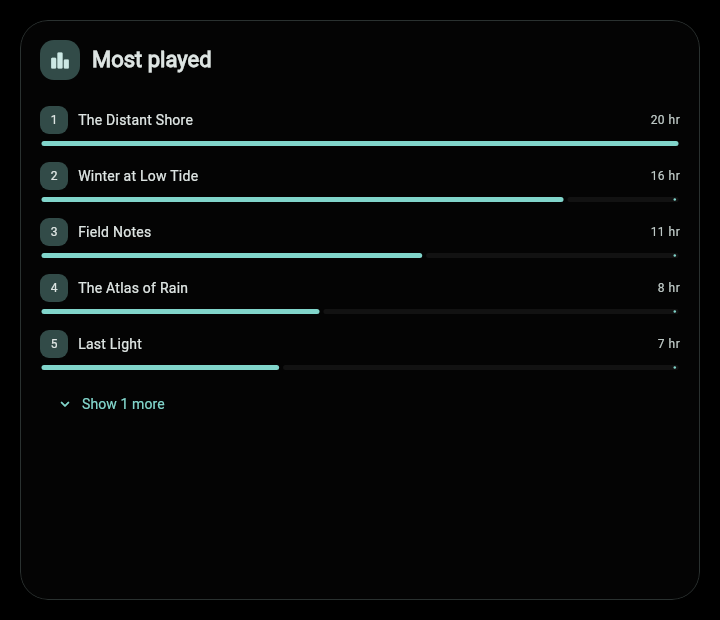 Most played
1 The Distant Shore 20 hr
2 Winter at Low Tide 16 hr
3 Field Notes 11 hr
4 The Atlas of Rain 8 hr
5 Last Light 7 hr
Show 1 more